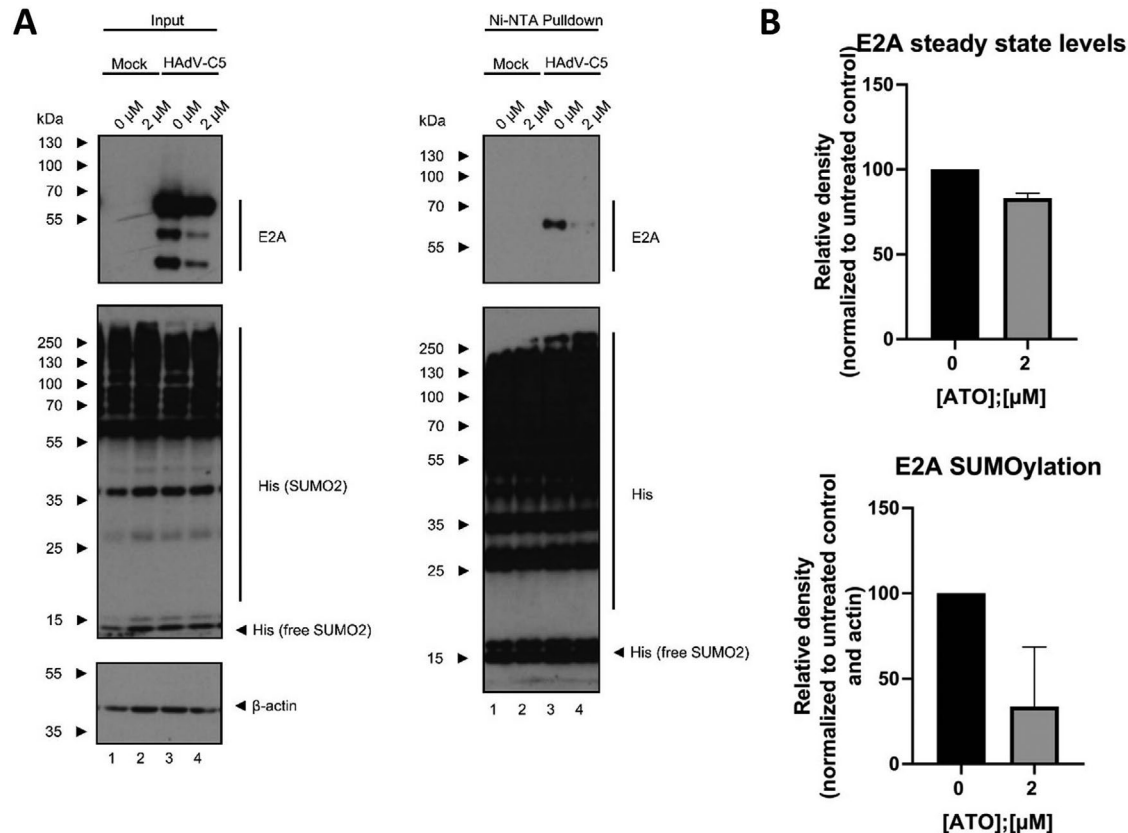 A
Input
Mock HAdV-C5
0 µM 2 µM 0 µM 2 µM
kDa
130 ►
100 ►
70 ►
55 ►
E2A
250 ►
130 ►
100 ►
70 ►
55 ►
35 ►
25 ►
15 ►
His (SUMO2)
◄ His (free SUMO2)
55 ►
35 ►
◄ β-actin
1 2 3 4
Ni-NTA Pulldown
Mock HAdV-C5
0 µM 2 µM 0 µM 2 µM
kDa
130 ►
100 ►
70 ►
55 ►
E2A
250 ►
130 ►
100 ►
70 ►
55 ►
35 ►
25 ►
15 ►
His
◄ His (free SUMO2)
1 2 3 4
B
E2A steady state levels
Relative density
(normalized to untreated control)
150
100
50
0
0 2
[ATO];[µM]
E2A SUMOylation
Relative density
(normalized to untreated control
and actin)
150
100
50
0
0 2
[ATO];[µM]